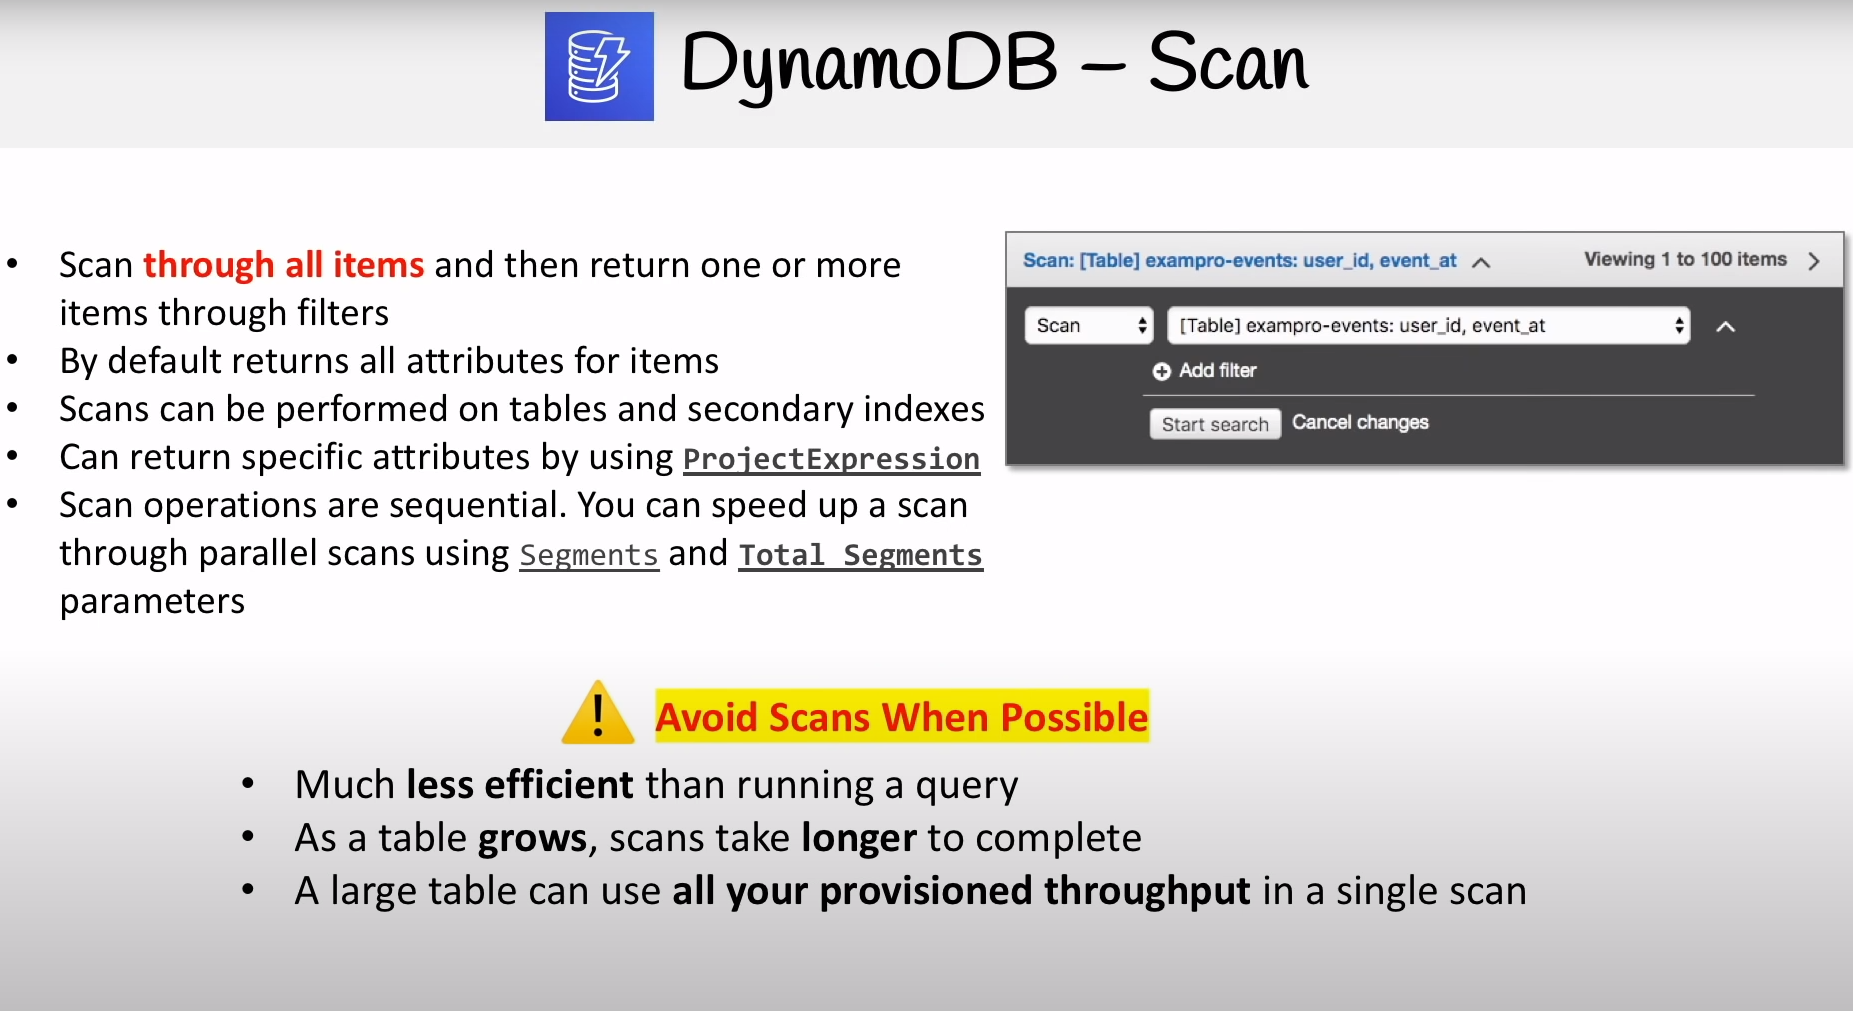 DynamoDB – Scan
• Scan through all items and then return one or more
items through filters
• By default returns all attributes for items
• Scans can be performed on tables and secondary indexes
• Can return specific attributes by using ProjectExpression
• Scan operations are sequential. You can speed up a scan
through parallel scans using Segments and Total Segments
parameters
Scan: [Table] exampro-events: user_id, event_at
Viewing 1 to 100 items
Scan
[Table] exampro-events: user_id, event_at
Add filter
Start search
Cancel changes
Avoid Scans When Possible
• Much less efficient than running a query
• As a table grows, scans take longer to complete
• A large table can use all your provisioned throughput in a single scan